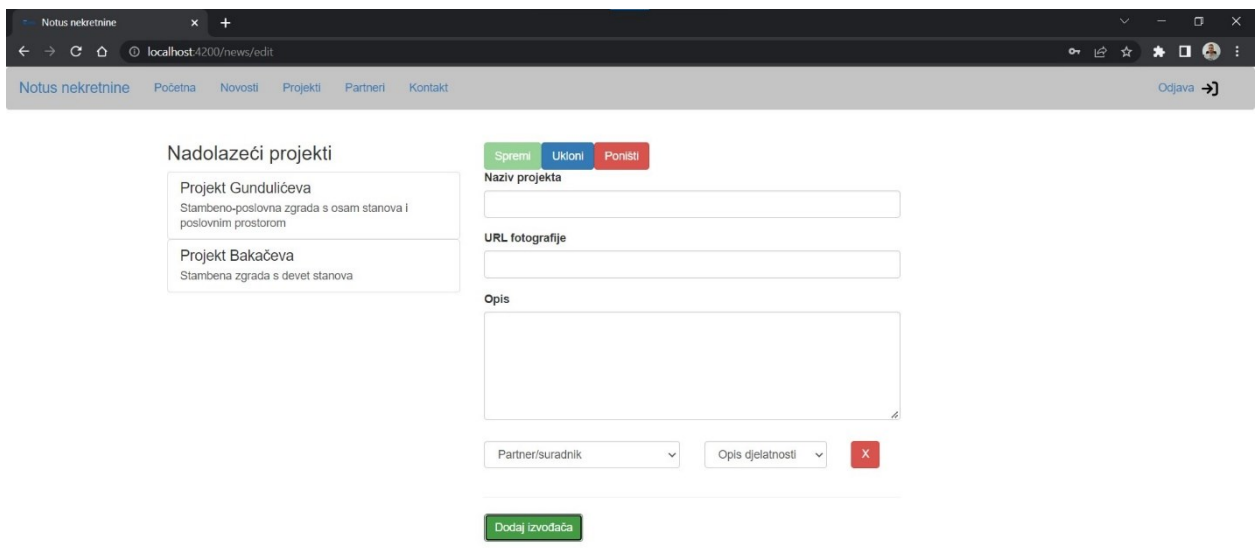 Notus nekretnine
localhost:4200/news/edit
Notus nekretnine Početna Novosti Projekti Partneri Kontakt Odjava
Nadolazeći projekti
Projekt Gundulićeva
Stambeno-poslovna zgrada s osam stanova i
poslovnim prostorom
Projekt Bakačeva
Stambena zgrada s devet stanova
Spremi Ukloni Poništi
Naziv projekta
URL fotografije
Opis
Partner/suradnik Opis djelatnosti X
Dodaj izvođača